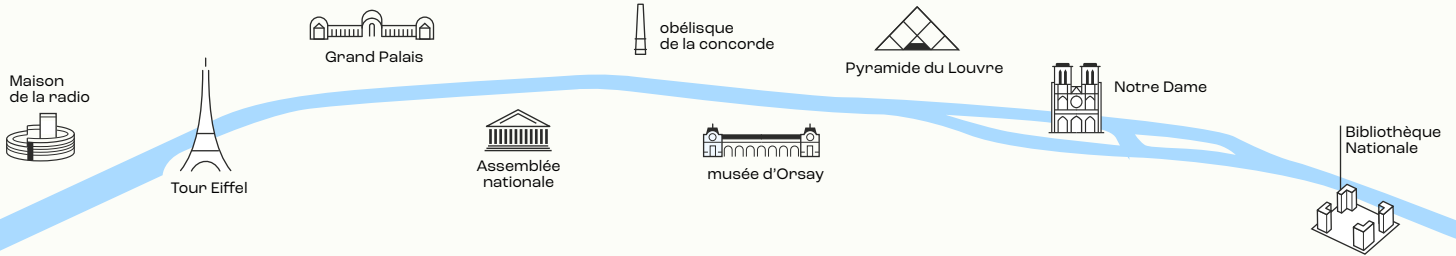 Maison
de la radio
Tour Eiffel
Grand Palais
Assemblée
nationale
obélisque
de la concorde
musée d'Orsay
Pyramide du Louvre
Notre Dame
Bibliothèque
Nationale